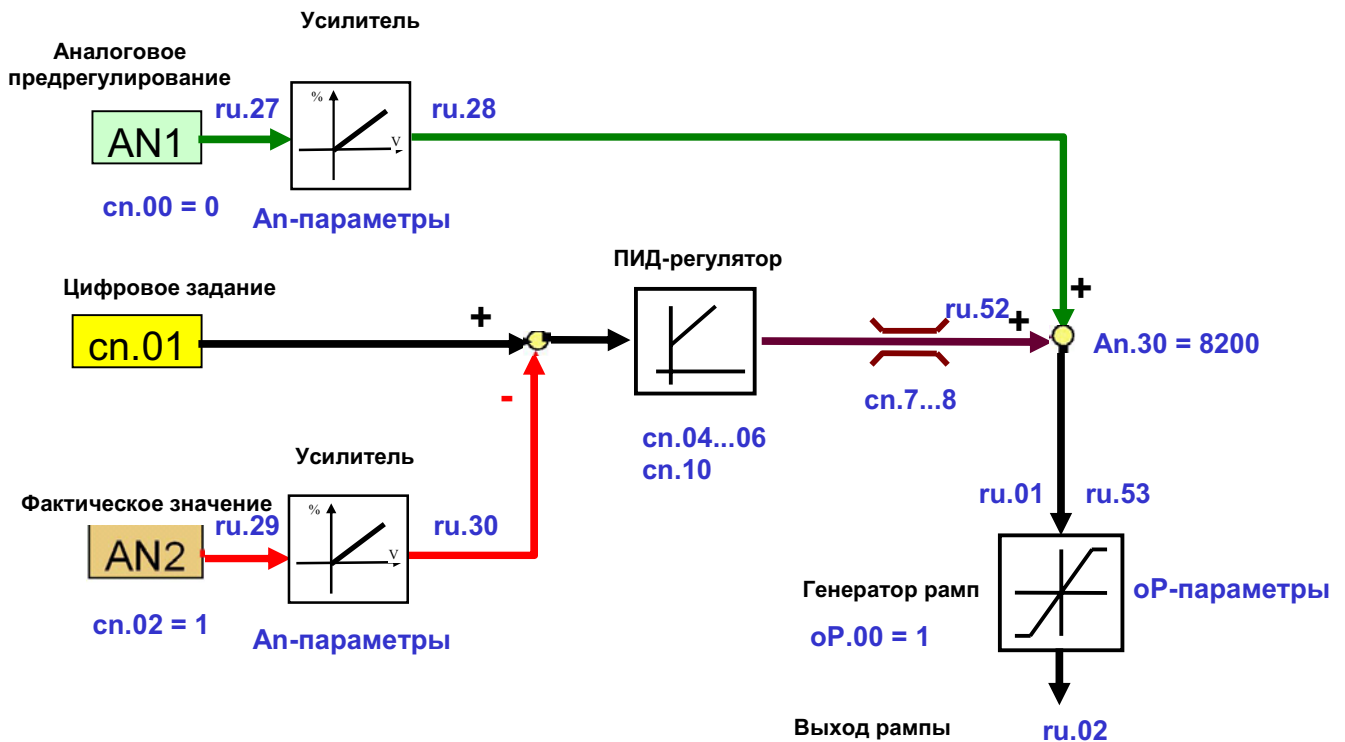 Усилитель
Аналоговое
предрегулирование
ru.27
ru.28
%
V
AN1
cn.00 = 0
An-параметры
ПИД-регулятор
Цифровое задание
+
+
ru.52
+
cn.01
An.30 = 8200
-
cn.7...8
cn.04...06
cn.10
Усилитель
Фактическое значение
ru.29
ru.30
%
V
ru.01
ru.53
AN2
Генератор рамп
oP-параметры
cn.02 = 1
An-параметры
oP.00 = 1
Выход рампы
ru.02